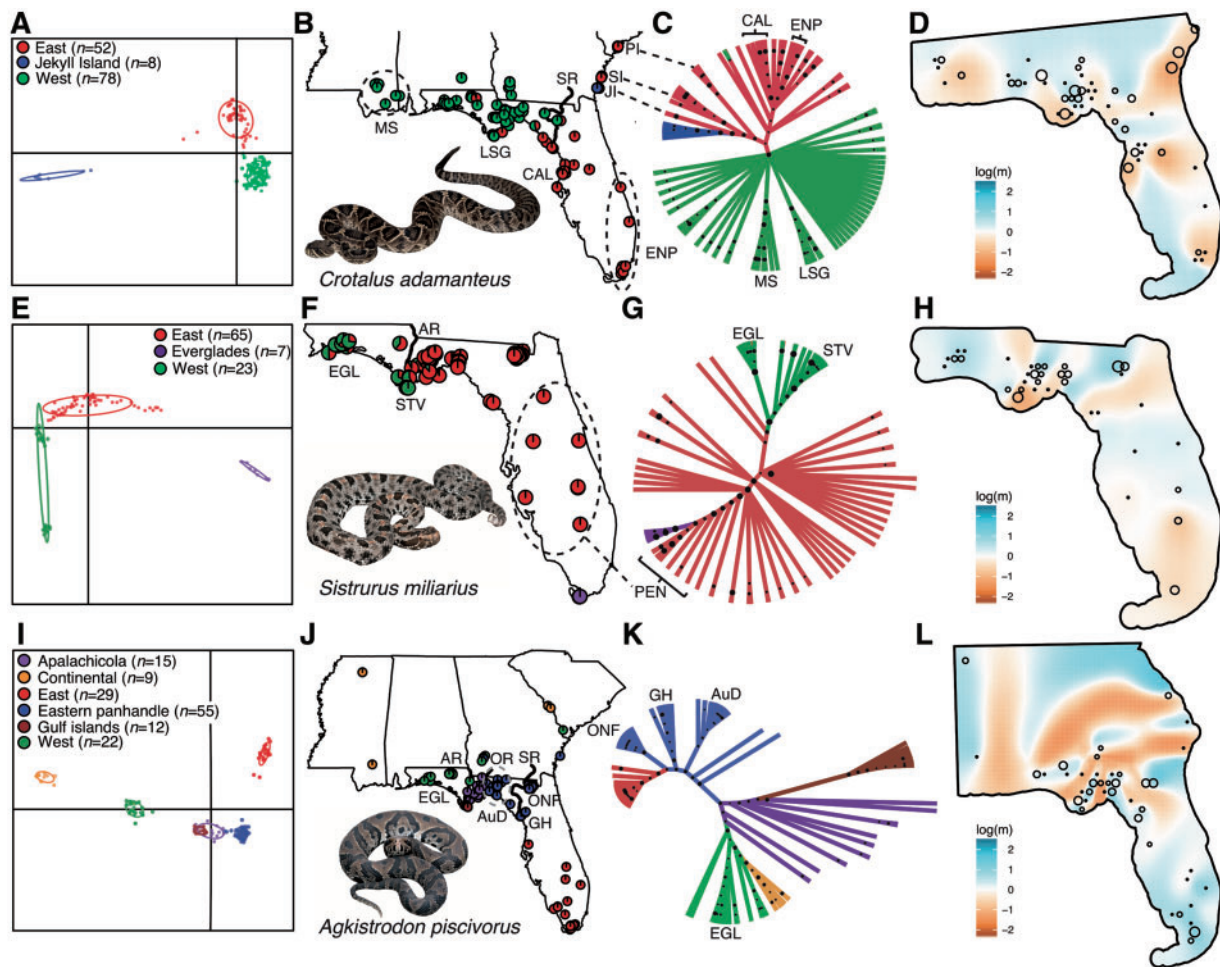 A
East (n=52)
Jekyll Island (n=8)
West (n=78)
B
PI
SI
JI
SR
MS
LSG
CAL
ENP
Crotalus adamanteus
C
CAL
ENP
MS
LSG
D
log(m)
2
1
0
-1
-2
E
East (n=65)
Everglades (n=7)
West (n=23)
F
AR
EGL
STV
Sistrurus miliarius
PEN
G
EGL
STV
H
log(m)
2
1
0
-1
-2
I
Apalachicola (n=15)
Continental (n=9)
East (n=29)
Eastern panhandle (n=55)
Gulf islands (n=12)
West (n=22)
J
ONF
AR
OR
SR
EGL
ONF
AuD
GH
Agkistrodon piscivorus
K
GH
AuD
EGL
L
log(m)
2
1
0
-1
-2